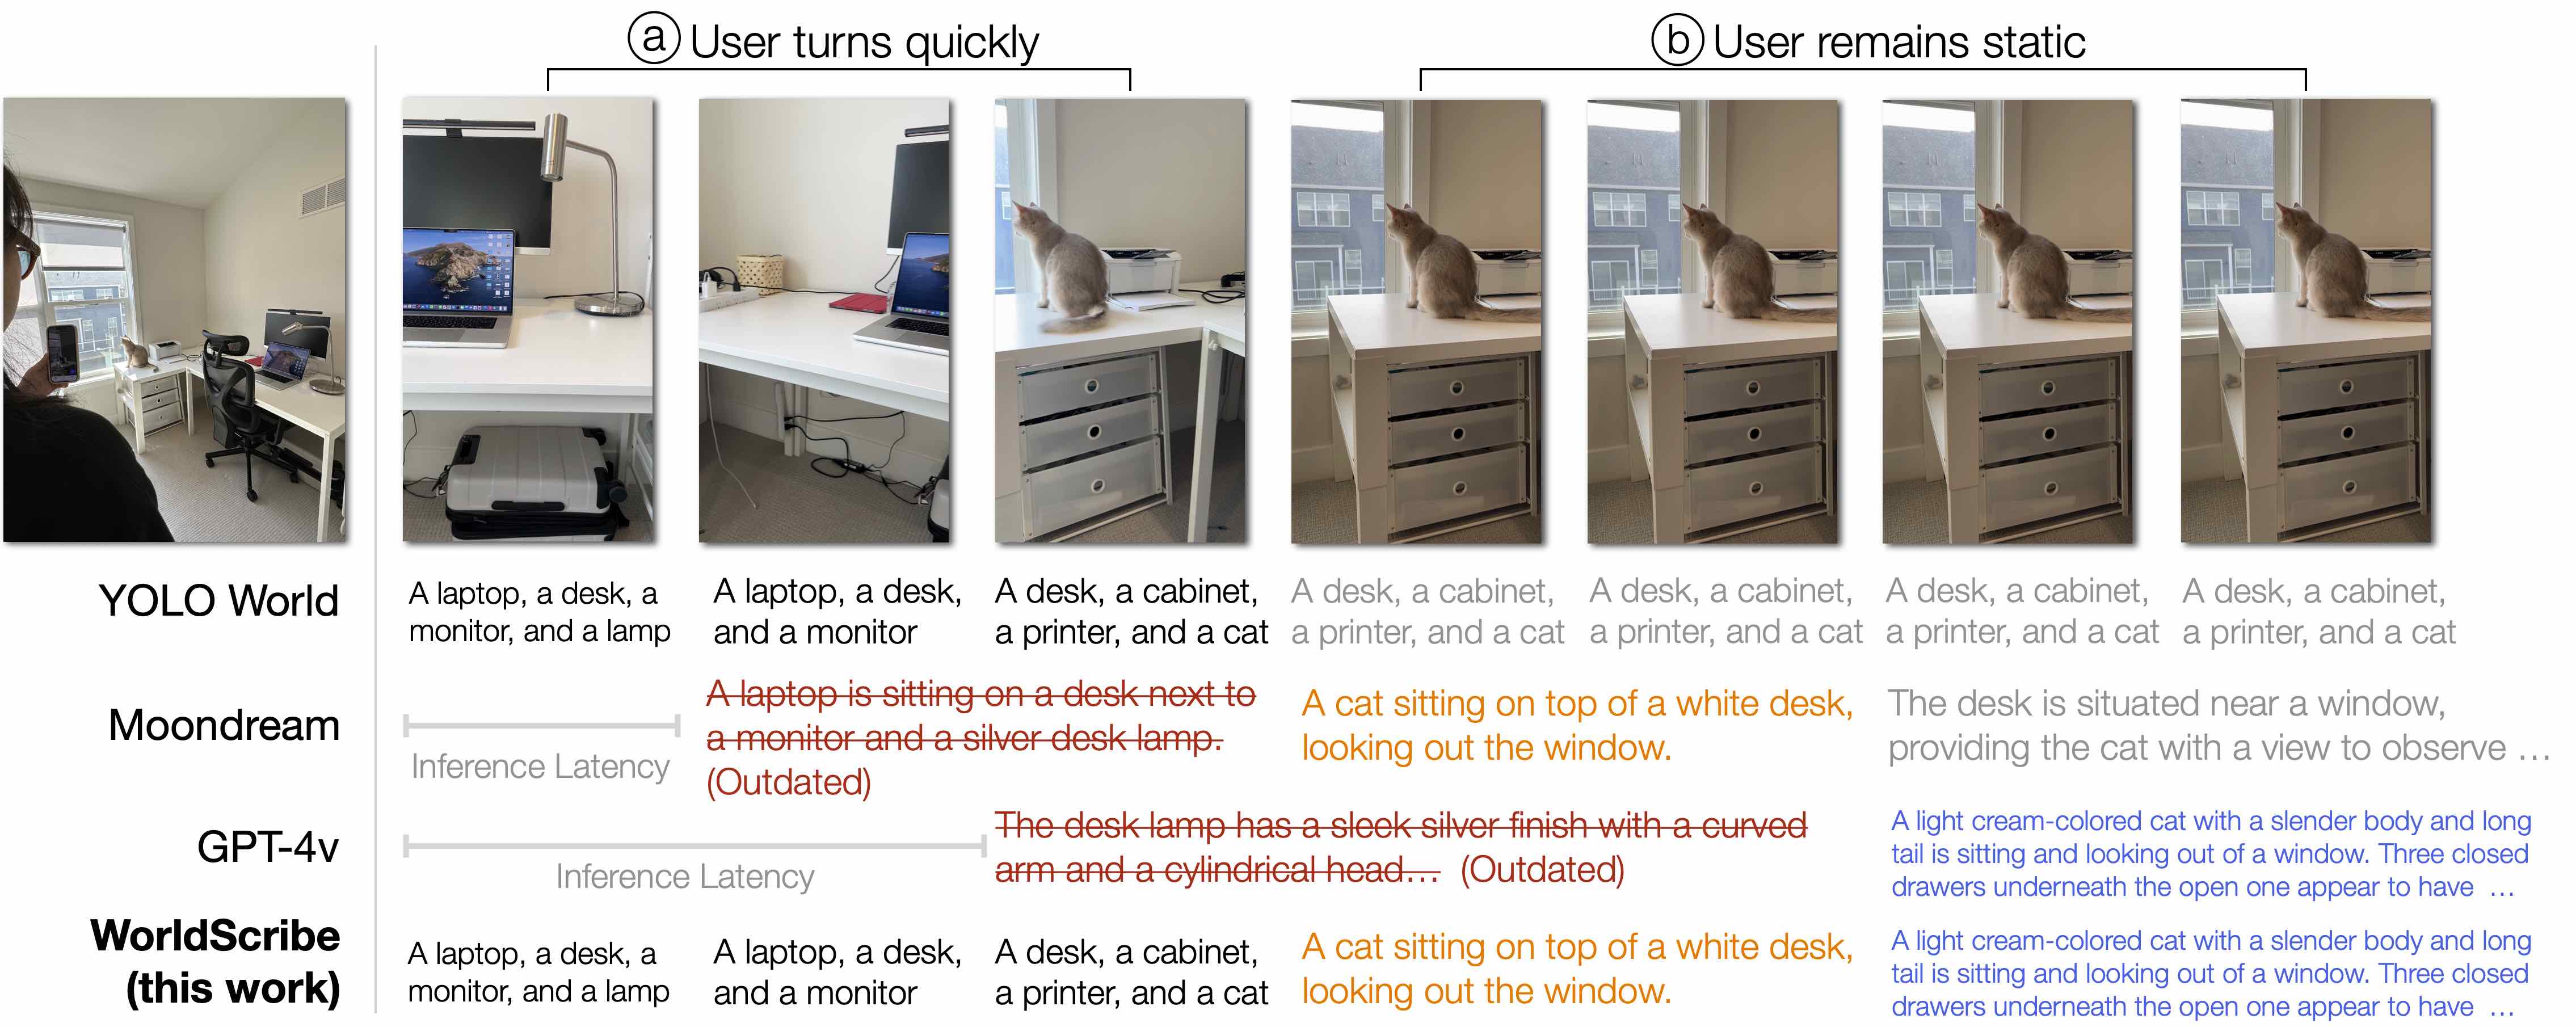 ⓐ User turns quickly
ⓑ User remains static
YOLO World
A laptop, a desk, a
monitor, and a lamp
A laptop, a desk,
and a monitor
A desk, a cabinet,
a printer, and a cat
A desk, a cabinet,
a printer, and a cat
A desk, a cabinet,
a printer, and a cat
A desk, a cabinet,
a printer, and a cat
A desk, a cabinet,
a printer, and a cat
Moondream
Inference Latency
A laptop is sitting on a desk next to
a monitor and a silver desk lamp.
(Outdated)
A cat sitting on top of a white desk,
looking out the window.
The desk is situated near a window,
providing the cat with a view to observe …
GPT-4v
Inference Latency
The desk lamp has a sleek silver finish with a curved
arm and a cylindrical head… (Outdated)
A light cream-colored cat with a slender body and long
tail is sitting and looking out of a window. Three closed
drawers underneath the open one appear to have …
WorldScribe
(this work)
A laptop, a desk, a
monitor, and a lamp
A laptop, a desk,
and a monitor
A desk, a cabinet,
a printer, and a cat
A cat sitting on top of a white desk,
looking out the window.
A light cream-colored cat with a slender body and long
tail is sitting and looking out of a window. Three closed
drawers underneath the open one appear to have …